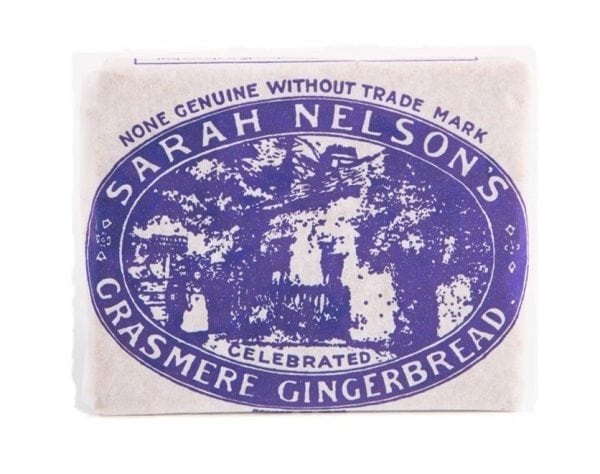 NONE GENUINE WITHOUT TRADE MARK
SARAH NELSON'S
CELEBRATED
GRASMERE GINGERBREAD.